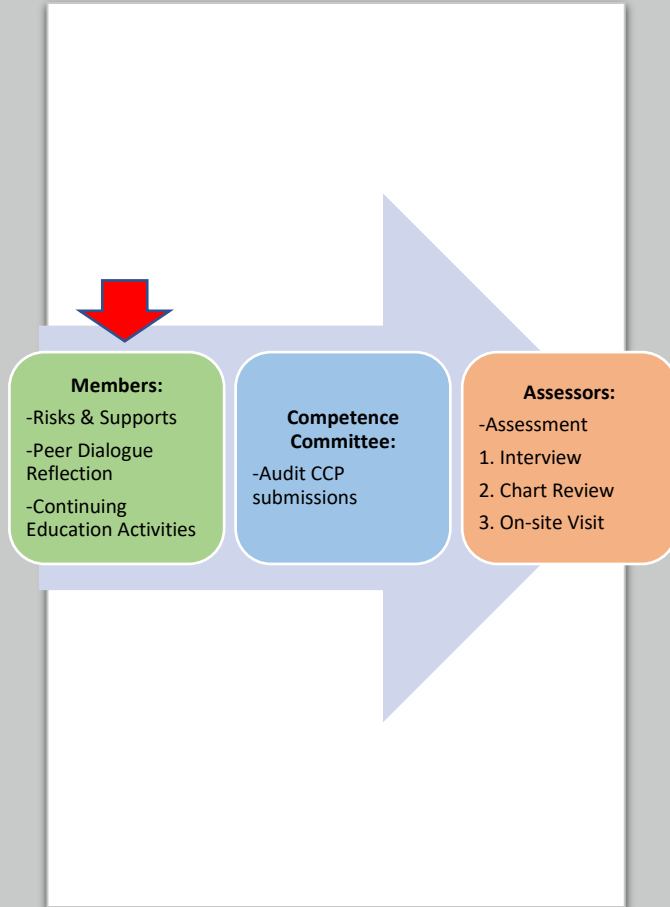 Members:
-Risks & Supports
-Peer Dialogue
Reflection
-Continuing
Education Activities
Competence
Committee:
-Audit CCP
submissions
Assessors:
-Assessment
1. Interview
2. Chart Review
3. On-site Visit